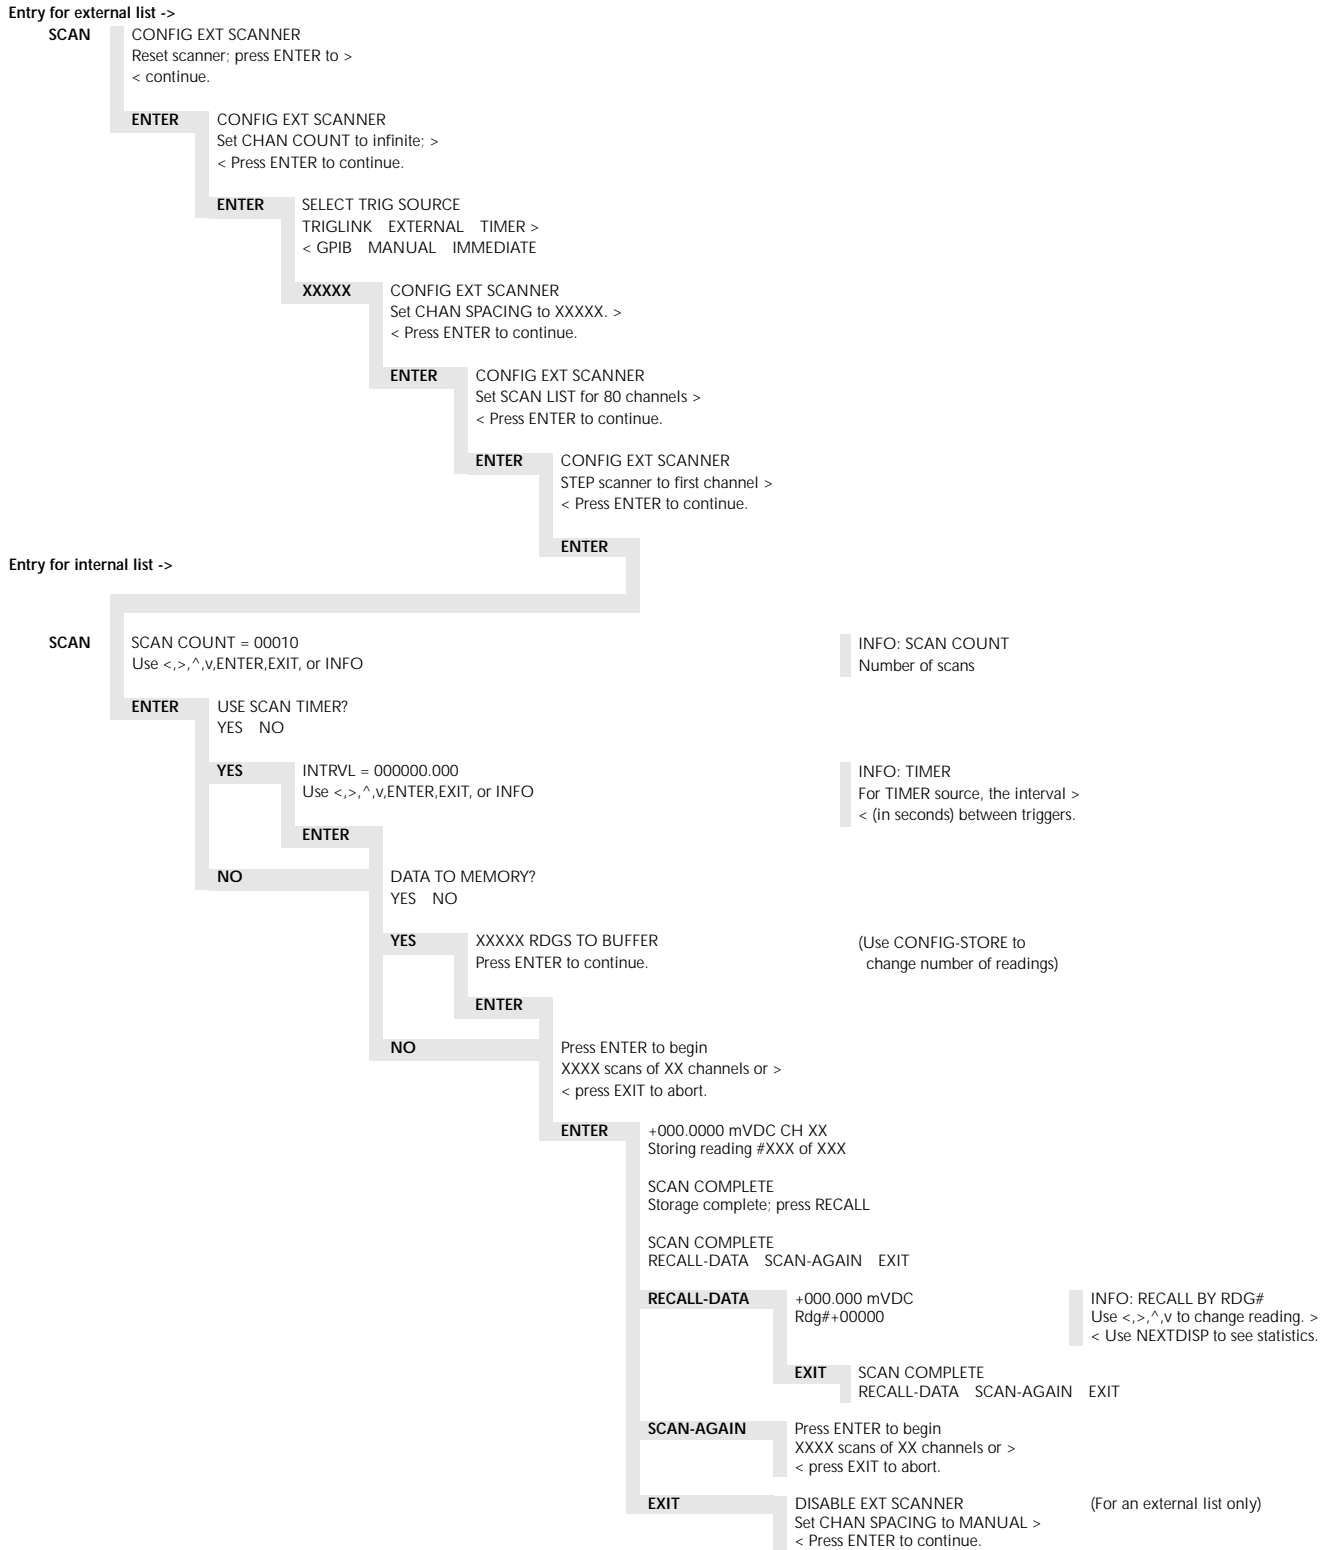 Entry for external list ->
SCAN CONFIG EXT SCANNER
Reset scanner; press ENTER to >
< continue.
ENTER CONFIG EXT SCANNER
Set CHAN COUNT to infinite; >
< Press ENTER to continue.
ENTER SELECT TRIG SOURCE
TRIGLINK EXTERNAL TIMER >
< GPIB MANUAL IMMEDIATE
XXXXX CONFIG EXT SCANNER
Set CHAN SPACING to XXXXX. >
< Press ENTER to continue.
ENTER CONFIG EXT SCANNER
Set SCAN LIST for 80 channels >
< Press ENTER to continue.
ENTER CONFIG EXT SCANNER
STEP scanner to first channel >
< Press ENTER to continue.
ENTER
Entry for internal list ->
SCAN SCAN COUNT = 00010 INFO: SCAN COUNT
Use <,>,^,v,ENTER,EXIT, or INFO Number of scans
ENTER USE SCAN TIMER?
YES NO
YES INTRVL = 000000.000 INFO: TIMER
Use <,>,^,v,ENTER,EXIT, or INFO For TIMER source, the interval >
< (in seconds) between triggers.
ENTER
NO DATA TO MEMORY?
YES NO
YES XXXXX RDGS TO BUFFER (Use CONFIG-STORE to
Press ENTER to continue. change number of readings)
ENTER
NO Press ENTER to begin
XXXX scans of XX channels or >
< press EXIT to abort.
ENTER +000.0000 mVDC CH XX
Storing reading #XXX of XXX
SCAN COMPLETE
Storage complete; press RECALL
SCAN COMPLETE
RECALL-DATA SCAN-AGAIN EXIT
RECALL-DATA +000.000 mVDC INFO: RECALL BY RDG#
Rdg#+00000 Use <,>,^,v to change reading. >
< Use NEXTDISP to see statistics.
EXIT SCAN COMPLETE
RECALL-DATA SCAN-AGAIN EXIT
SCAN-AGAIN Press ENTER to begin
XXXX scans of XX channels or >
< press EXIT to abort.
EXIT DISABLE EXT SCANNER (For an external list only)
Set CHAN SPACING to MANUAL >
< Press ENTER to continue.